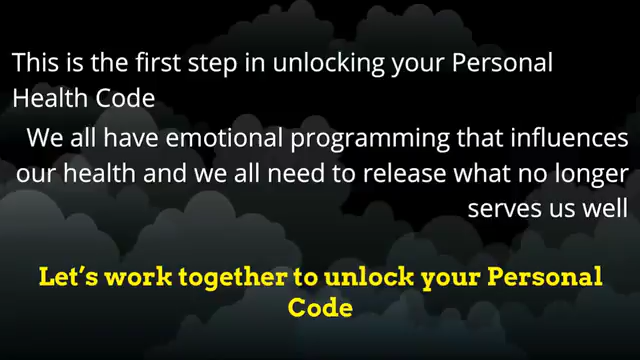 This is the first step in unlocking your Personal
Health Code
We all have emotional programming that influences
our health and we all need to release what no longer
serves us well
Let’s work together to unlock your Personal
Code